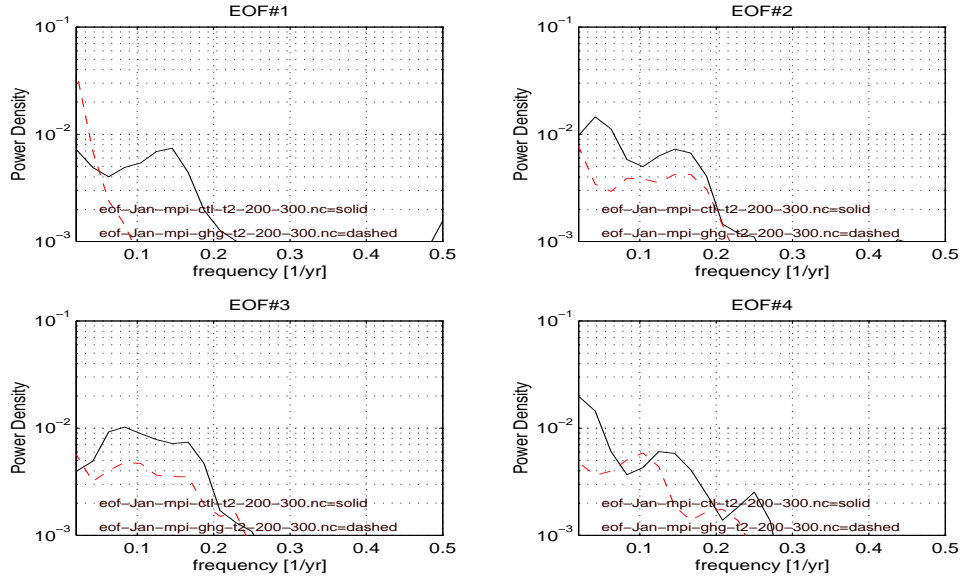 EOF#1
EOF#2
10⁻¹
10⁻²
10⁻³
Power Density
eof-Jan-mpi-ctl-t2-200-300.nc=solid
eof-Jan-mpi-ghg-t2-200-300.nc=dashed
0.1 0.2 0.3 0.4 0.5
frequency [1/yr]
10⁻¹
10⁻²
10⁻³
Power Density
eof-Jan-mpi-ctl-t2-200-300.nc=solid
eof-Jan-mpi-ghg-t2-200-300.nc=dashed
0.1 0.2 0.3 0.4 0.5
frequency [1/yr]
EOF#3
EOF#4
10⁻¹
10⁻²
10⁻³
Power Density
eof-Jan-mpi-ctl-t2-200-300.nc=solid
eof-Jan-mpi-ghg-t2-200-300.nc=dashed
0.1 0.2 0.3 0.4 0.5
frequency [1/yr]
10⁻¹
10⁻²
10⁻³
Power Density
eof-Jan-mpi-ctl-t2-200-300.nc=solid
eof-Jan-mpi-ghg-t2-200-300.nc=dashed
0.1 0.2 0.3 0.4 0.5
frequency [1/yr]